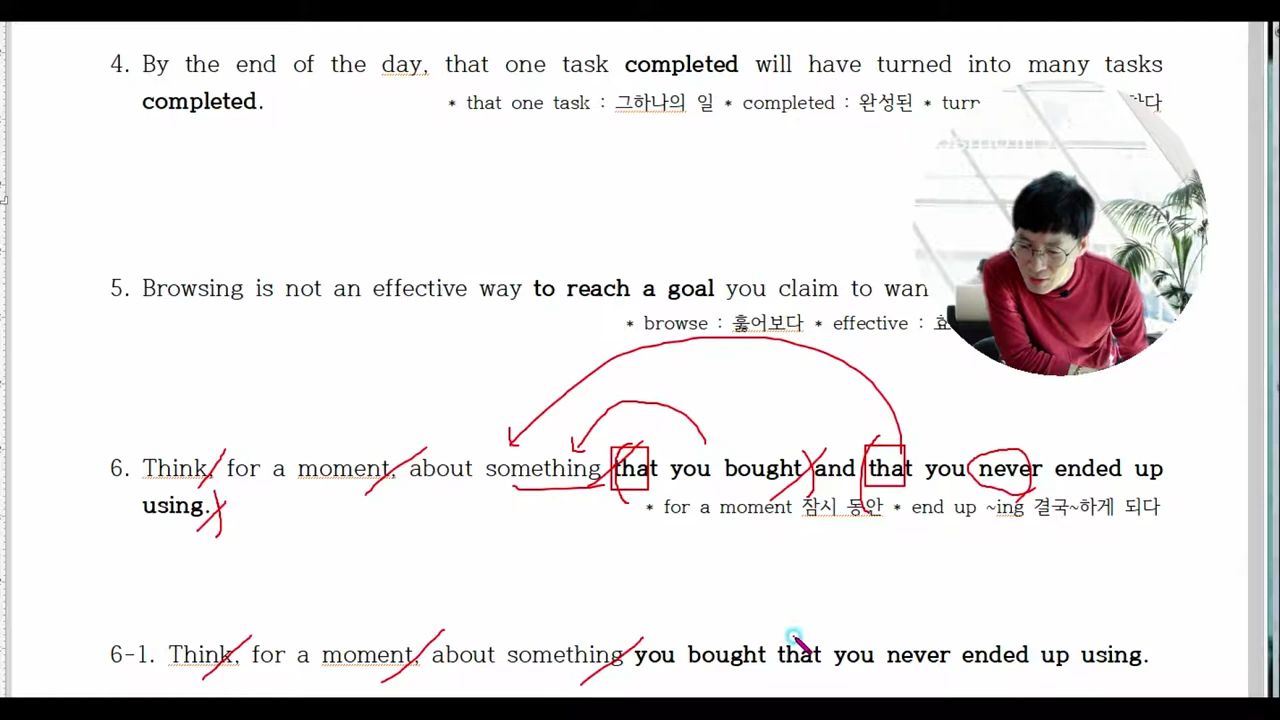 4. By the end of the day, that one task completed will have turned into many tasks
completed.
* that one task : 그하나의 일 * completed : 완성된 * turn
5. Browsing is not an effective way to reach a goal you claim to wan
* browse : 훑어보다 * effective :
6. Think, for a moment, about something that you bought and that you never ended up
using.
* for a moment 잠시 동안 * end up ~ing 결국~하게 되다
6-1. Think, for a moment, about something you bought that you never ended up using.